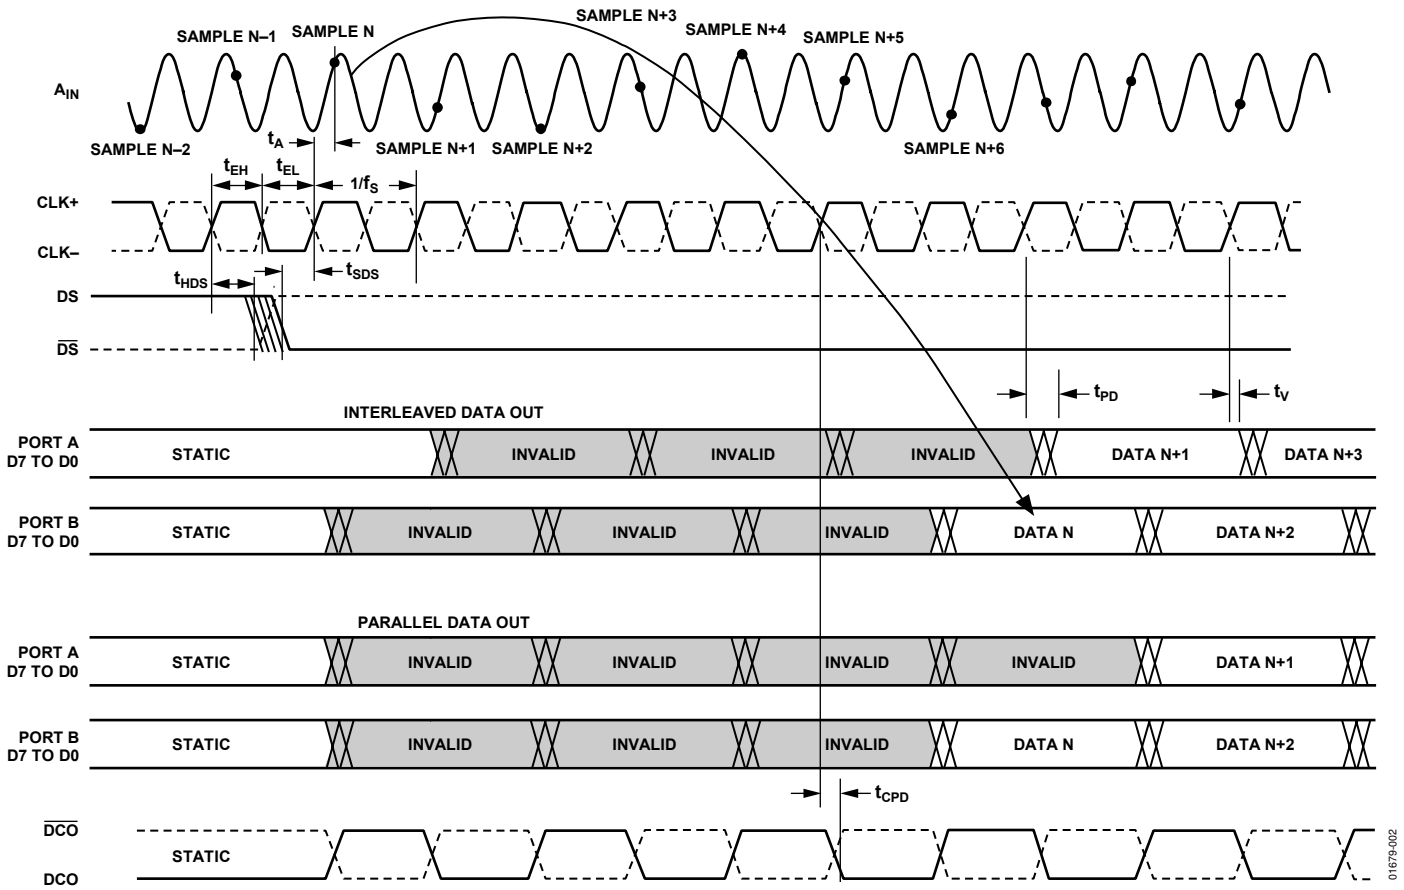 SAMPLE N+3
SAMPLE N–1 SAMPLE N SAMPLE N+4 SAMPLE N+5
AIN
SAMPLE N–2 tA SAMPLE N+1 SAMPLE N+2 SAMPLE N+6
tEH tEL 1/fS
CLK+
CLK–
tHDS tSDS
DS
DS
tPD tV
INTERLEAVED DATA OUT
PORT A
D7 TO D0
STATIC INVALID INVALID INVALID DATA N+1 DATA N+3
PORT B
D7 TO D0
STATIC INVALID INVALID INVALID DATA N DATA N+2
PARALLEL DATA OUT
PORT A
D7 TO D0
STATIC INVALID INVALID INVALID INVALID DATA N+1
PORT B
D7 TO D0
STATIC INVALID INVALID INVALID DATA N DATA N+2
tCPD
DCO
STATIC
DCO
01679-002